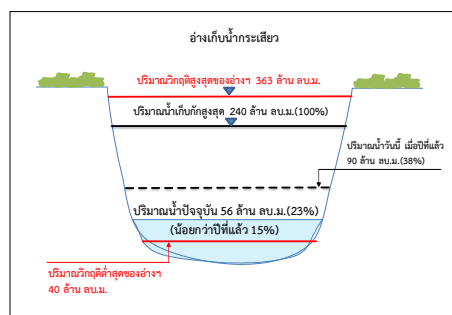 อ่างเก็บน้ำกระเสียว
ปริมาณวิกฤติสูงสุดของอ่างฯ 363 ล้าน ลบ.ม.
ปริมาณน้ำเก็บกักสูงสุด 240 ล้าน ลบ.ม.(100%)
ปริมาณน้ำวันนี้ เมื่อปีที่แล้ว
90 ล้าน ลบ.ม.(38%)
ปริมาณน้ำปัจจุบัน 56 ล้าน ลบ.ม.(23%)
(น้อยกว่าปีที่แล้ว 15%)
ปริมาณวิกฤติต่ำสุดของอ่างฯ
40 ล้าน ลบ.ม.